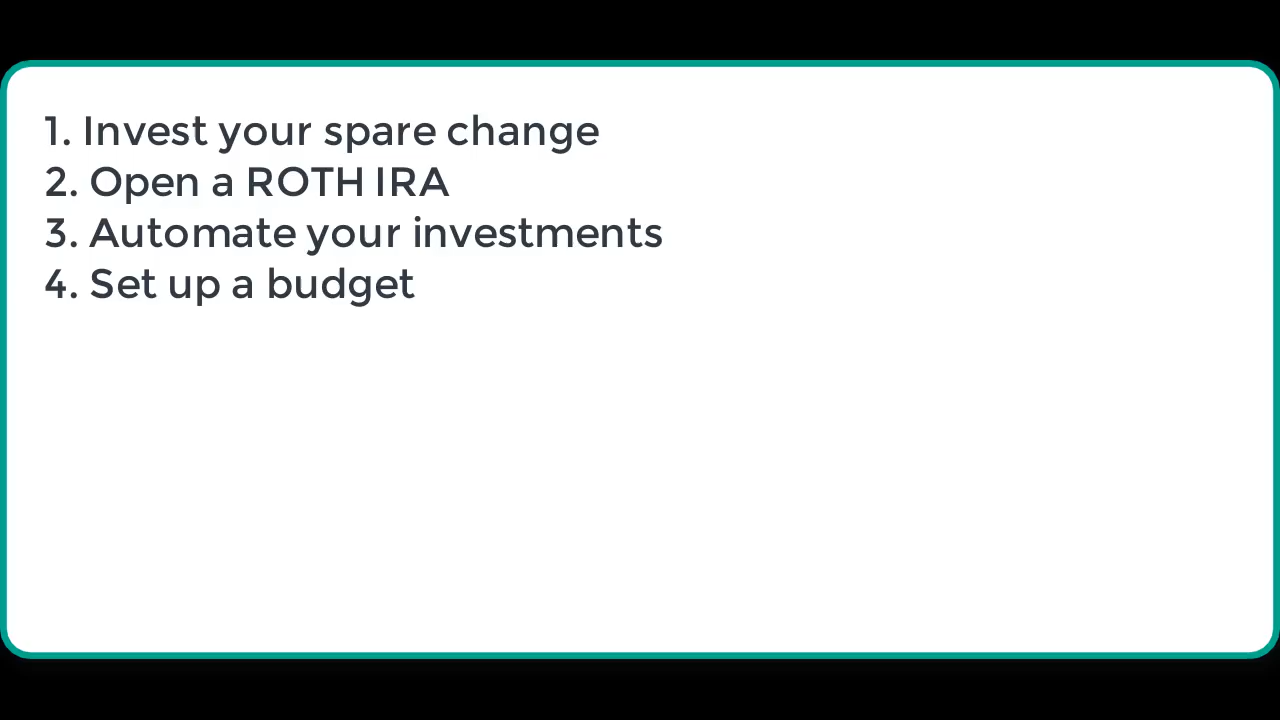 1. Invest your spare change
2. Open a ROTH IRA
3. Automate your investments
4. Set up a budget